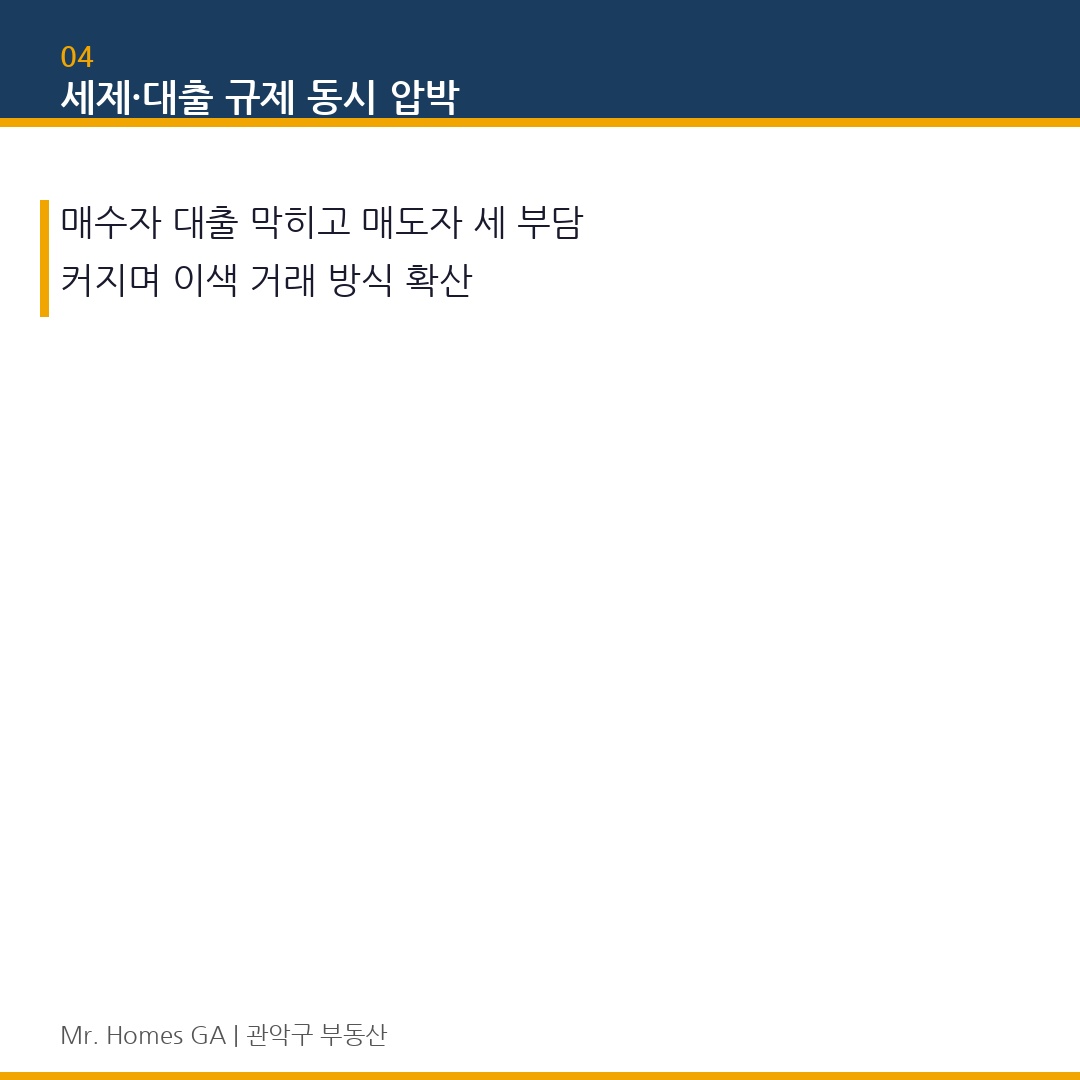 04
세제·대출 규제 동시 압박
매수자 대출 막히고 매도자 세 부담
커지며 이색 거래 방식 확산
Mr. Homes GA | 관악구 부동산